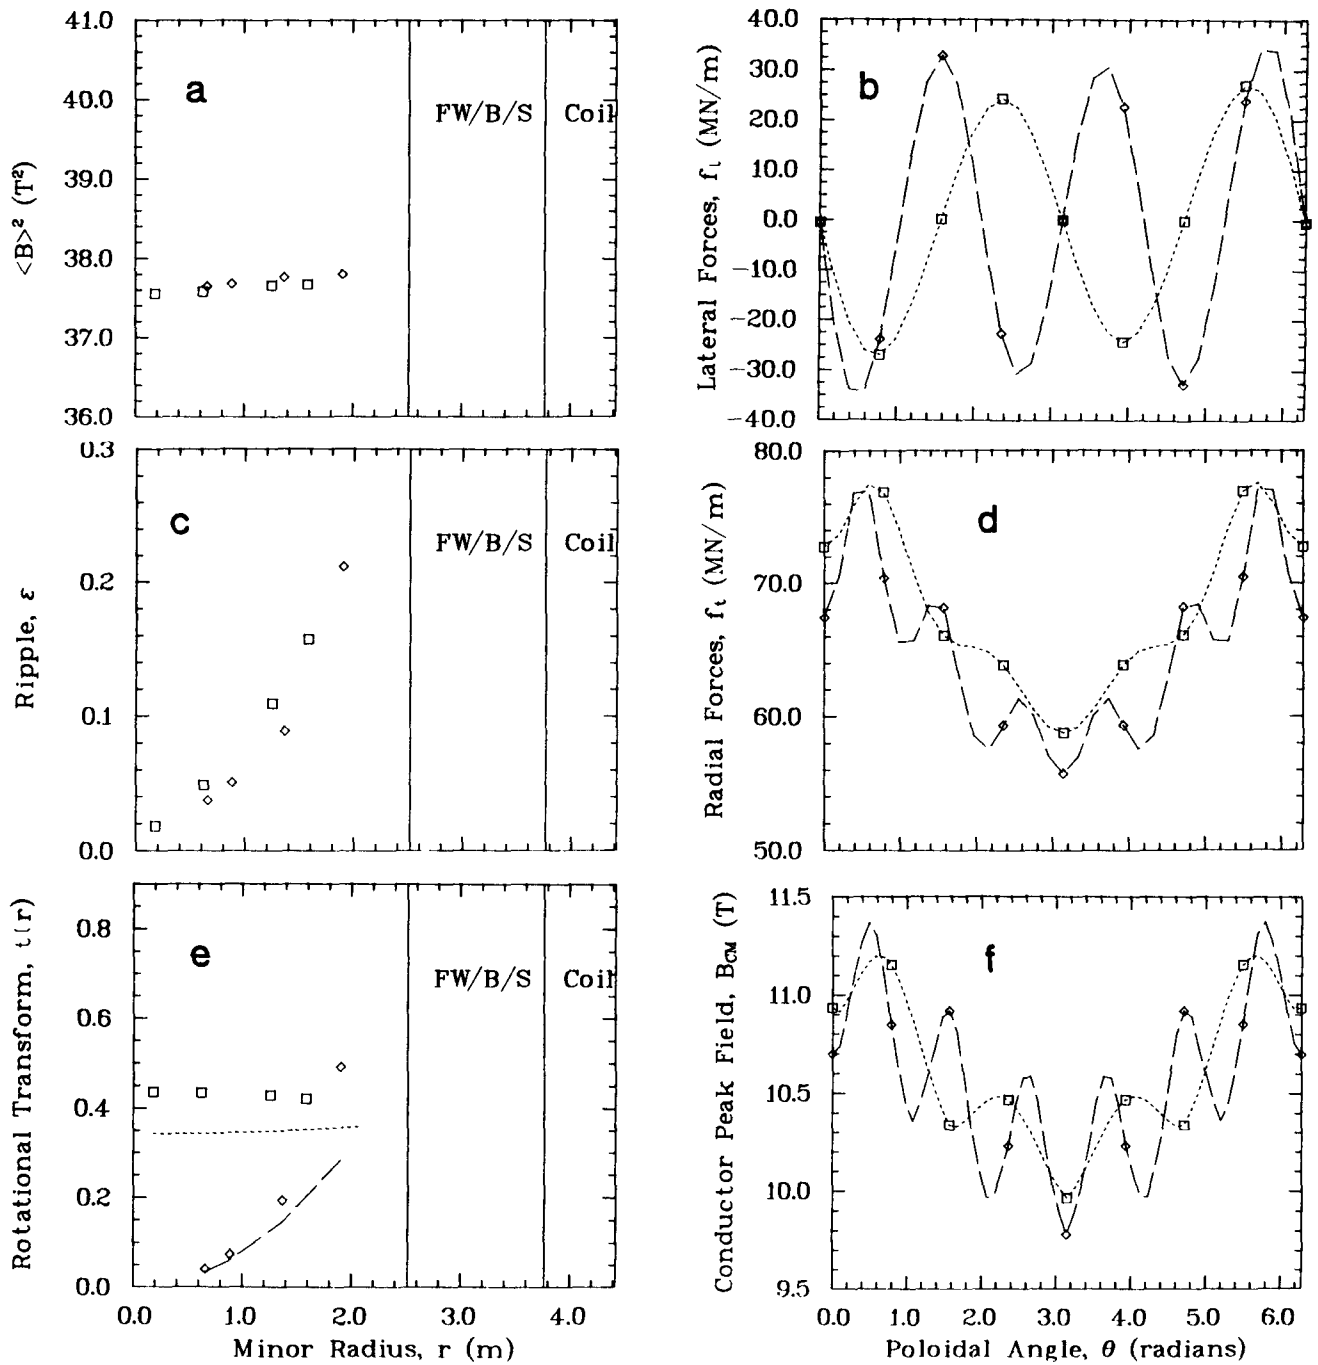 41.0
40.0
39.0
38.0
37.0
36.0
<B>² (T²)
a
FW/B/S
Coil
40.0
30.0
20.0
10.0
0.0
−10.0
−20.0
−30.0
−40.0
Lateral Forces, fₗ (MN/m)
b
0.3
0.2
0.1
0.0
Ripple, ε
c
FW/B/S
Coil
80.0
70.0
60.0
50.0
Radial Forces, fₜ (MN/m)
d
0.8
0.6
0.4
0.2
0.0
Rotational Transform, ι(r)
e
FW/B/S
Coil
0.0 1.0 2.0 3.0 4.0
Minor Radius, r (m)
11.5
11.0
10.5
10.0
9.5
Conductor Peak Field, B_CM (T)
f
0.0 1.0 2.0 3.0 4.0 5.0 6.0
Poloidal Angle, θ (radians)